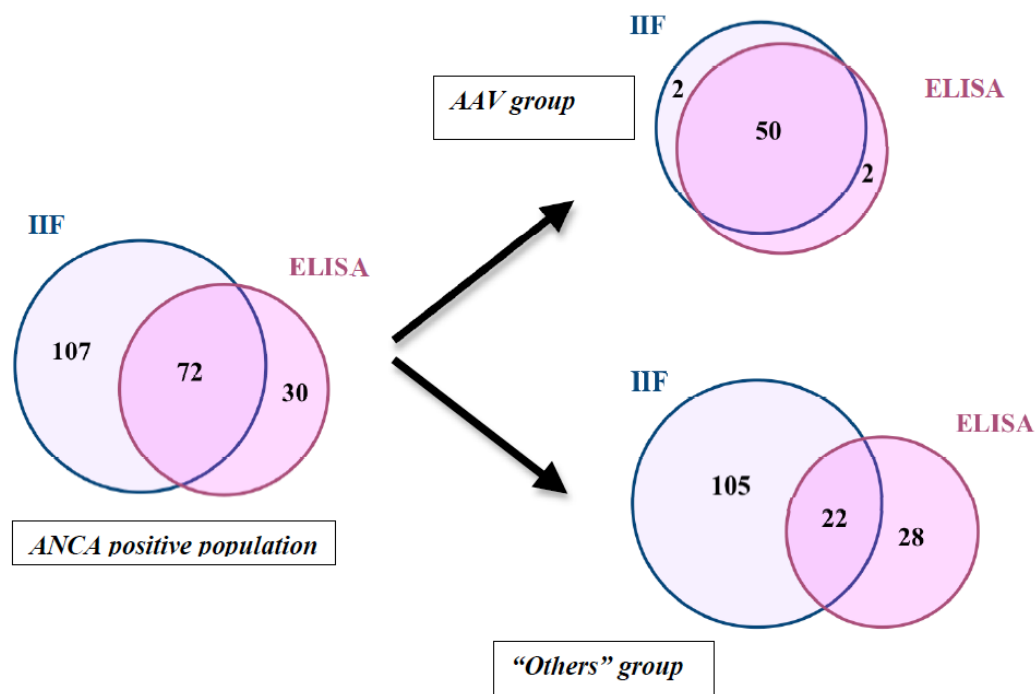 IIF
AAV group
ELISA
2
50
2
IIF
ELISA
107
72
30
ANCA positive population
IIF
ELISA
105
22
28
“Others” group